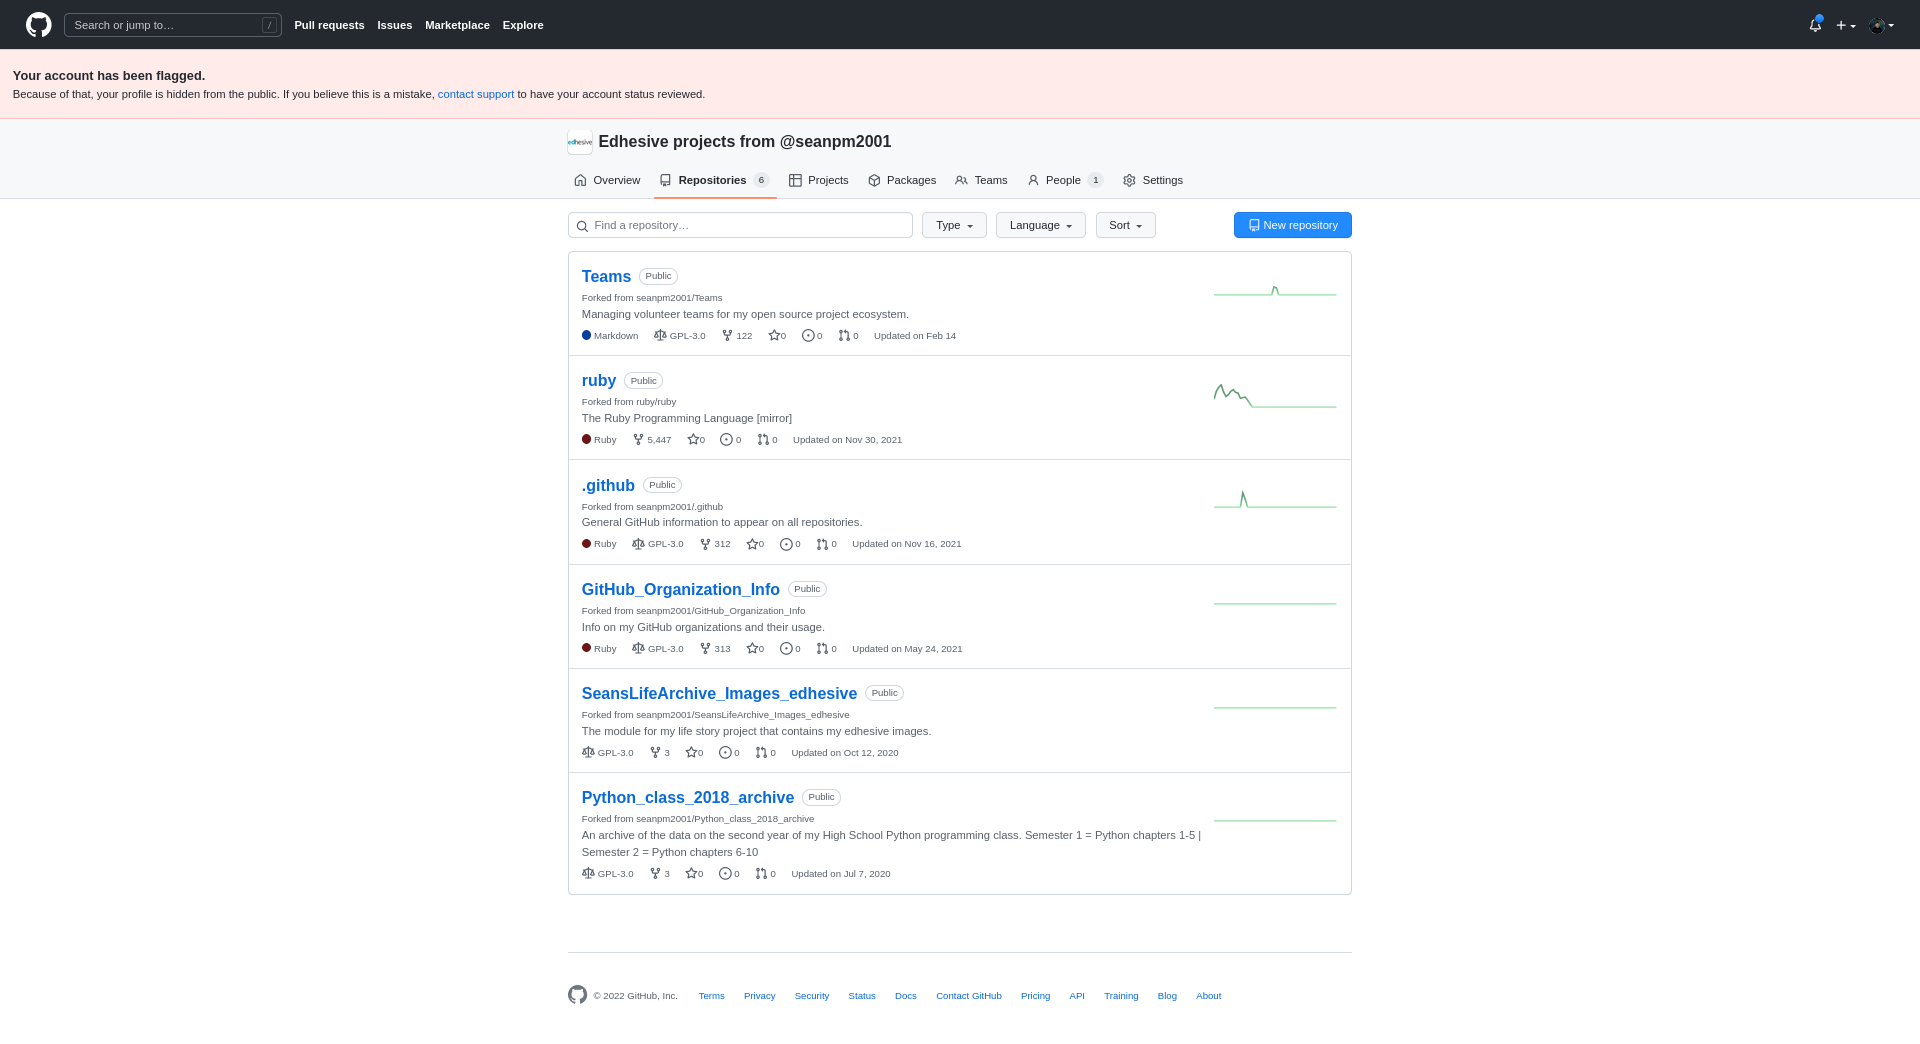 Search or jump to…
/
Pull requests Issues Marketplace Explore
Your account has been flagged.
Because of that, your profile is hidden from the public. If you believe this is a mistake, contact support to have your account status reviewed.
edhesive
Edhesive projects from @seanpm2001
Overview Repositories 6 Projects Packages Teams People 1 Settings
Find a repository… Type Language Sort New repository
Teams Public
Forked from seanpm2001/Teams
Managing volunteer teams for my open source project ecosystem.
Markdown GPL-3.0 122 0 0 0 Updated on Feb 14
ruby Public
Forked from ruby/ruby
The Ruby Programming Language [mirror]
Ruby 5,447 0 0 0 Updated on Nov 30, 2021
.github Public
Forked from seanpm2001/.github
General GitHub information to appear on all repositories.
Ruby GPL-3.0 312 0 0 0 Updated on Nov 16, 2021
GitHub_Organization_Info Public
Forked from seanpm2001/GitHub_Organization_Info
Info on my GitHub organizations and their usage.
Ruby GPL-3.0 313 0 0 0 Updated on May 24, 2021
SeansLifeArchive_Images_edhesive Public
Forked from seanpm2001/SeansLifeArchive_Images_edhesive
The module for my life story project that contains my edhesive images.
GPL-3.0 3 0 0 0 Updated on Oct 12, 2020
Python_class_2018_archive Public
Forked from seanpm2001/Python_class_2018_archive
An archive of the data on the second year of my High School Python programming class. Semester 1 = Python chapters 1-5 |
Semester 2 = Python chapters 6-10
GPL-3.0 3 0 0 0 Updated on Jul 7, 2020
© 2022 GitHub, Inc. Terms Privacy Security Status Docs Contact GitHub Pricing API Training Blog About